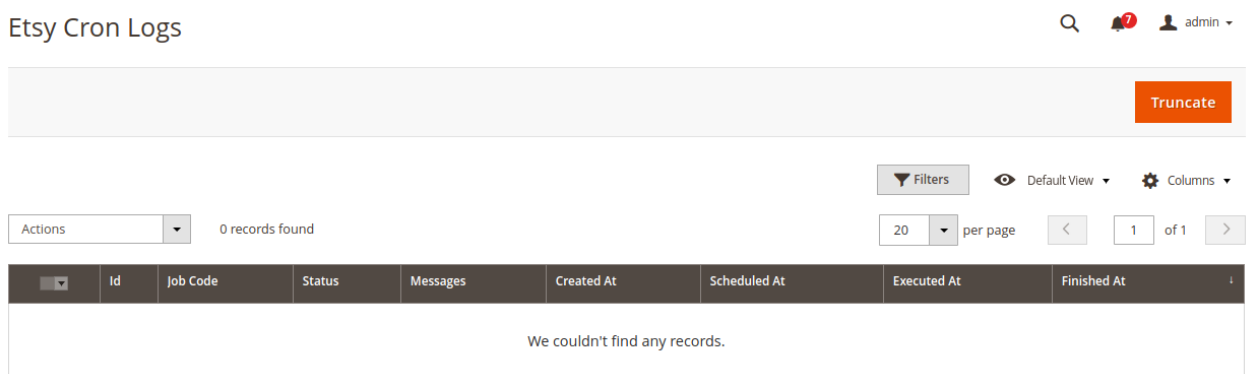 Etsy Cron Logs
7
admin
Truncate
Filters
Default View
Columns
Actions
0 records found
20
per page
1
of 1
Id
Job Code
Status
Messages
Created At
Scheduled At
Executed At
Finished At
We couldn't find any records.